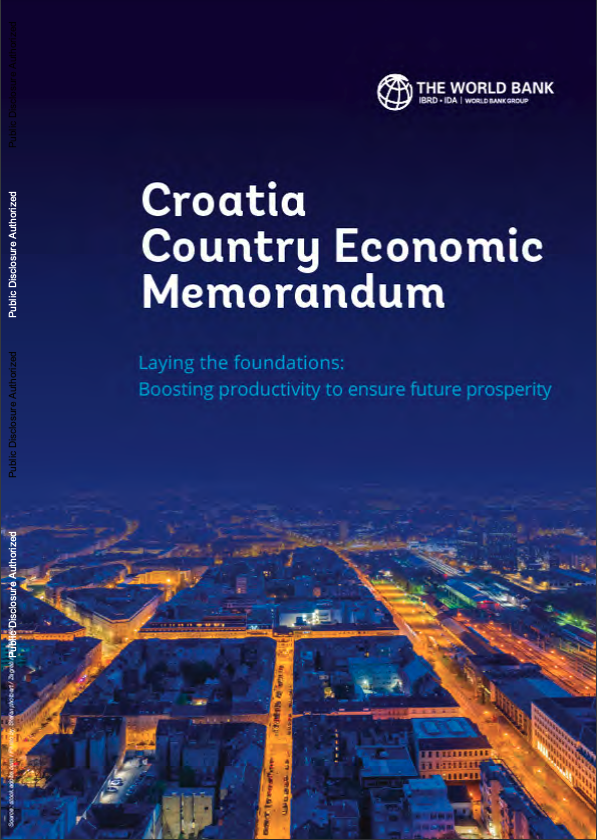 THE WORLD BANK
IBRD • IDA | WORLD BANK GROUP
Croatia
Country Economic
Memorandum
Laying the foundations:
Boosting productivity to ensure future prosperity
Public Disclosure Authorized
Public Disclosure Authorized
Public Disclosure Authorized
Public Disclosure Authorized